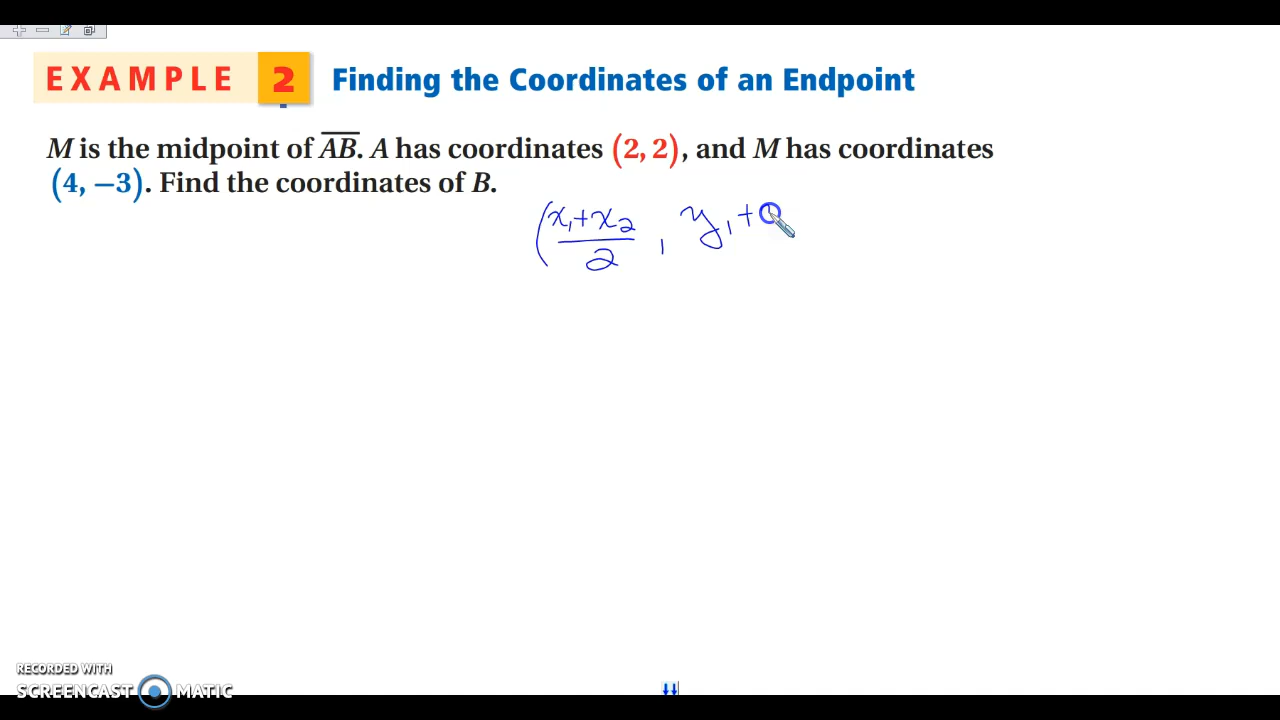 EXAMPLE 2 Finding the Coordinates of an Endpoint
M is the midpoint of A͞B͞. A has coordinates (2, 2), and M has coordinates
(4, −3). Find the coordinates of B.
(x₁+x₂
/2 , y₁+
RECORDED WITH
SCREENCAST MATIC